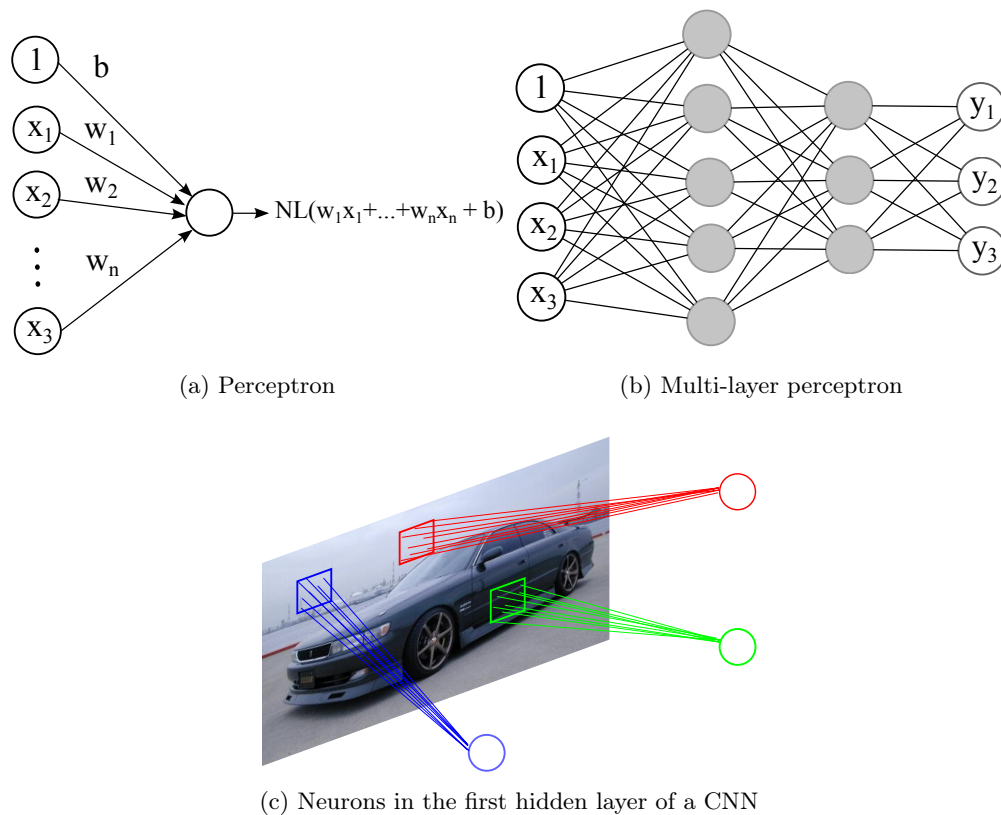 1
b
x₁
w₁
x₂
w₂
wₙ
x₃
NL(w₁x₁+...+wₙxₙ + b)
(a) Perceptron
1
x₁
x₂
x₃
y₁
y₂
y₃
(b) Multi-layer perceptron
(c) Neurons in the first hidden layer of a CNN